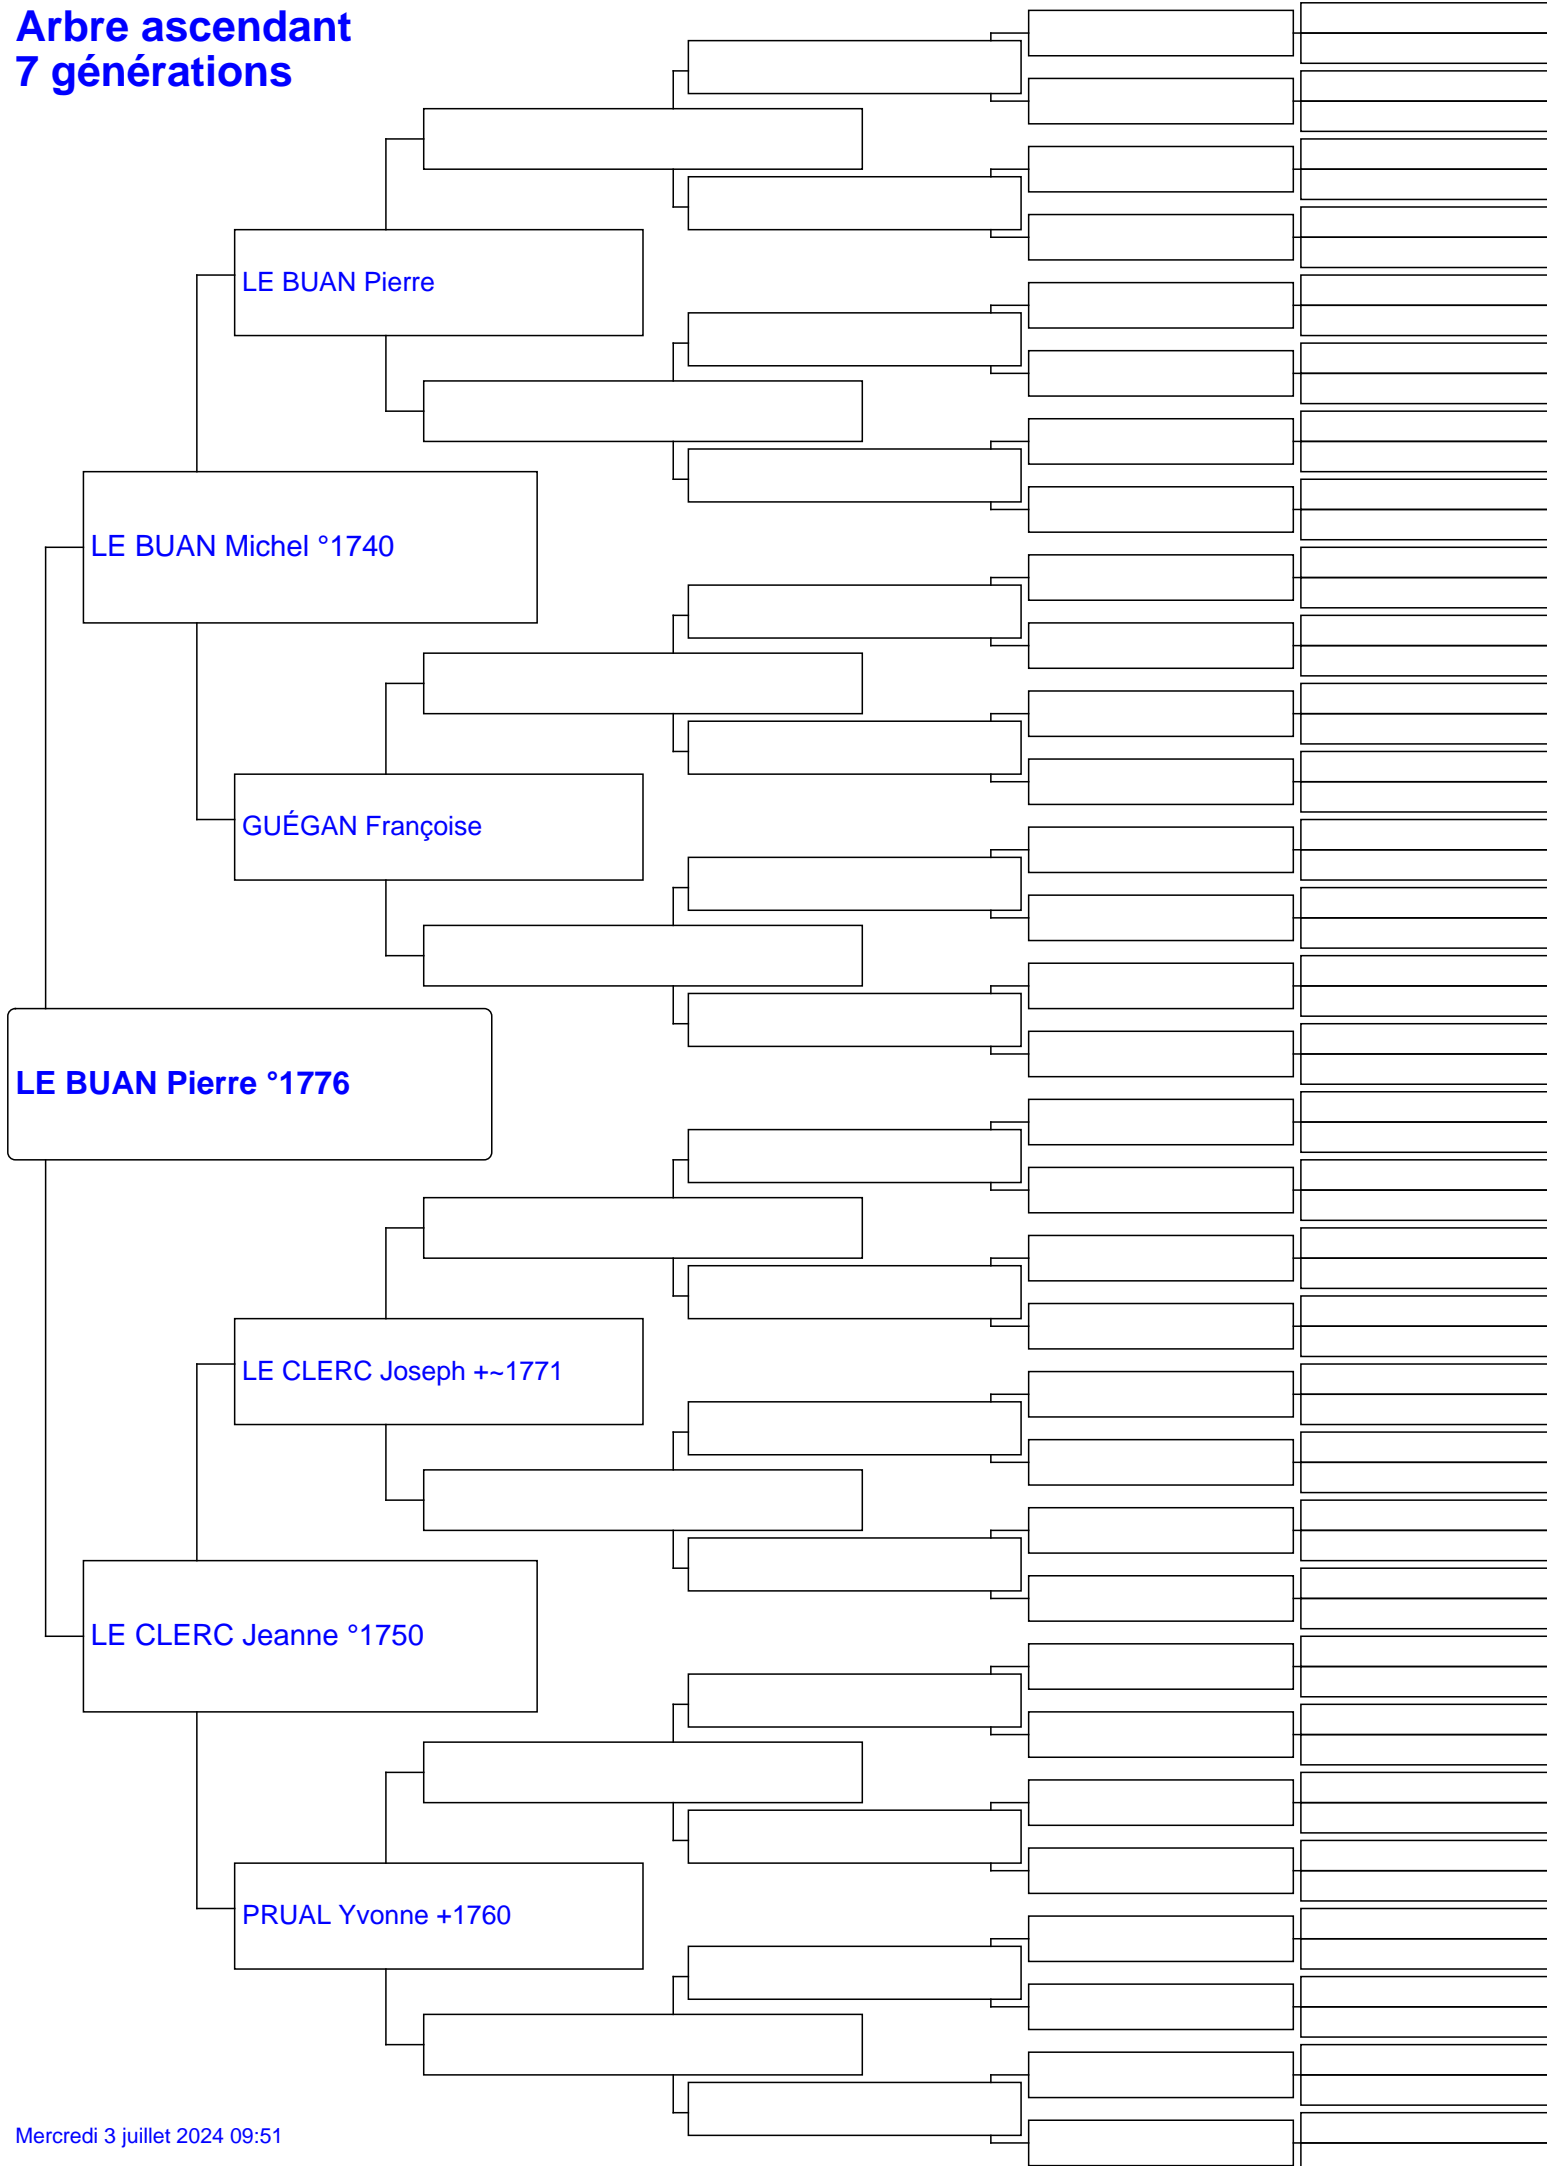 Arbre ascendant
7 générations
LE BUAN Pierre
LE BUAN Michel °1740
GUÉGAN Françoise
LE BUAN Pierre °1776
LE CLERC Joseph +~1771
LE CLERC Jeanne °1750
PRUAL Yvonne +1760
Mercredi 3 juillet 2024 09:51